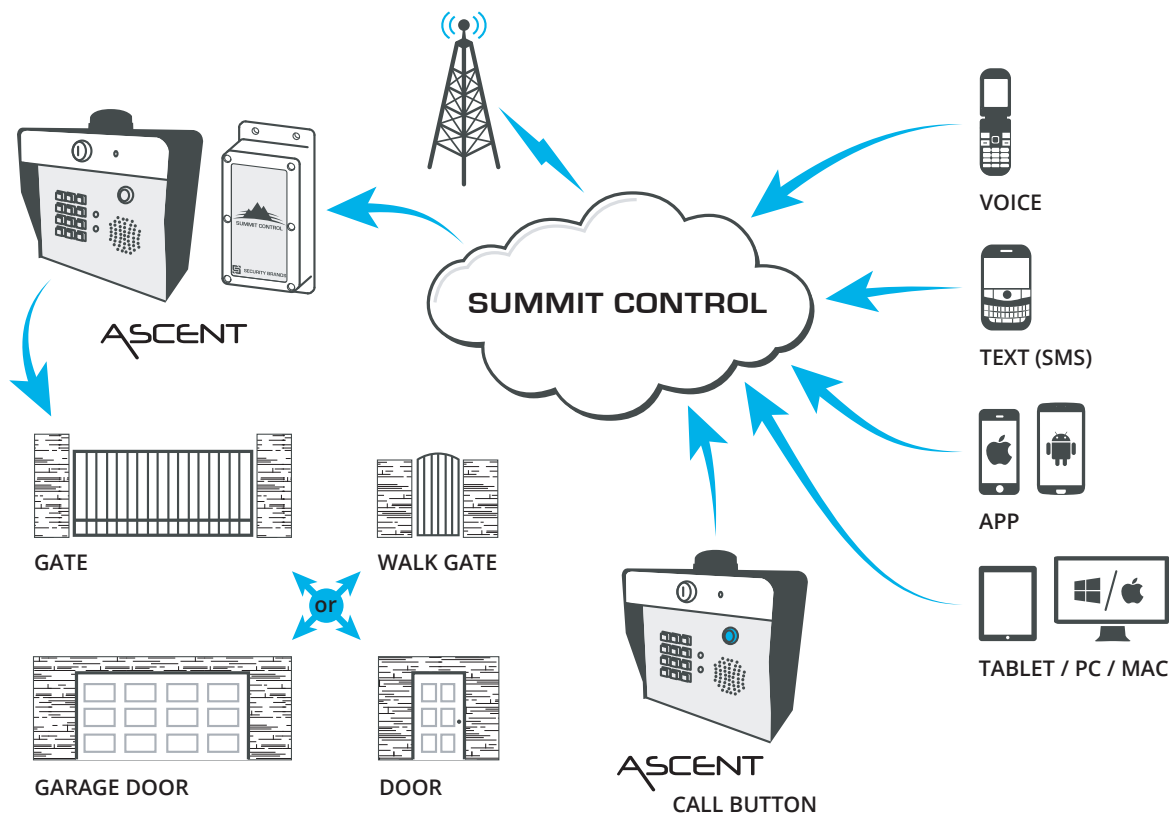 SUMMIT CONTROL
SECURITY BRANDS
ASCENT
SUMMIT CONTROL
VOICE
TEXT (SMS)
APP
TABLET / PC / MAC
GATE
WALK GATE
or
GARAGE DOOR
DOOR
ASCENT
CALL BUTTON